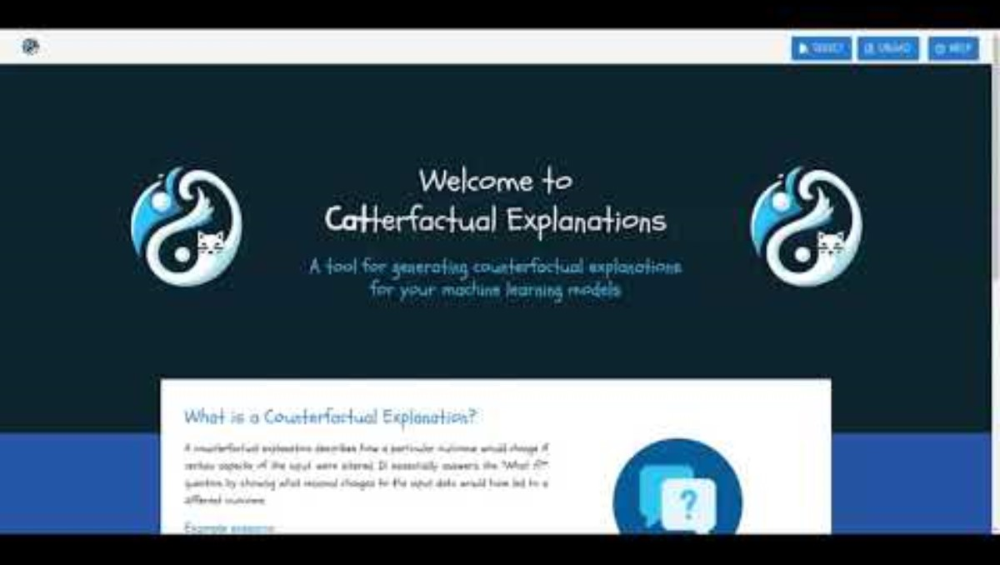 HELP
Welcome to
Catterfactual Explanations
A tool for generating counterfactual explanations
for your machine learning models
What is a Counterfactual Explanation?
A counterfactual explanation describes how a particular outcome would change if
certain aspects of the input were altered. It essentially answers the "What if?"
question by showing what minimal changes to the input data would have led to a
different outcome.
Example scenario
?